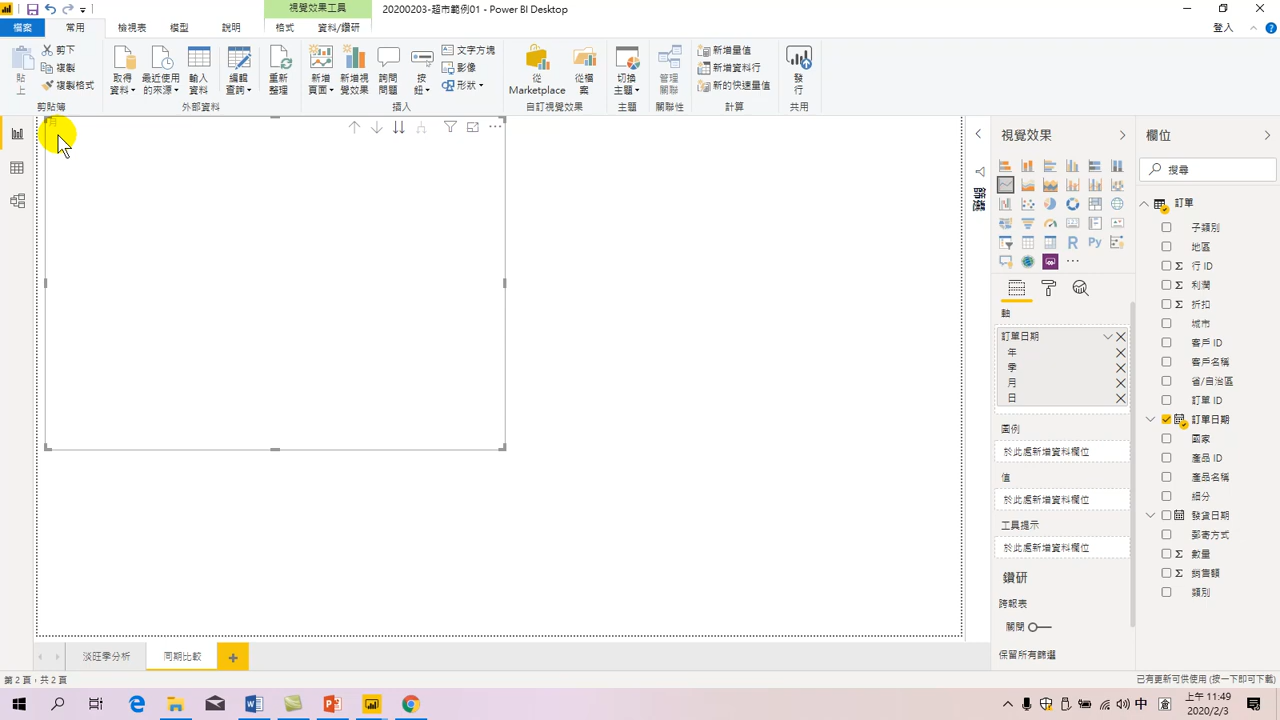 視覺效果工具
20200203-超市範例01 - Power BI Desktop
檔案
常用
檢視表
模型
說明
格式
資料/鑽研
登入
貼上
剪下
複製
複製格式
剪貼簿
取得資料
最近使用的來源
輸入資料
編輯查詢
外部資料
重新整理
新增頁面
新增視覺效果
詢問問題
按鈕
文字方塊
影像
形狀
插入
從 Marketplace
從檔案
自訂視覺效果
切換主題
主題
管理關聯
關聯性
新增量值
新增資料行
新的快速量值
計算
發行
共用
月
篩選
視覺效果
R
Py
軸
訂單日期
年
季
月
日
圖例
於此處新增資料欄位
值
於此處新增資料欄位
工具提示
於此處新增資料欄位
鑽研
跨報表
關閉
保留所有篩選
欄位
搜尋
訂單
子類別
地區
行 ID
利潤
折扣
城市
客戶 ID
客戶名稱
省/自治區
訂單 ID
訂單日期
國家
產品 ID
產品名稱
細分
發貨日期
郵寄方式
數量
銷售額
類別
淡旺季分析
同期比較
第 2 頁，共 2 頁
已有更新可供使用 (按一下即可下載)
中
上午 11:49
2020/2/3